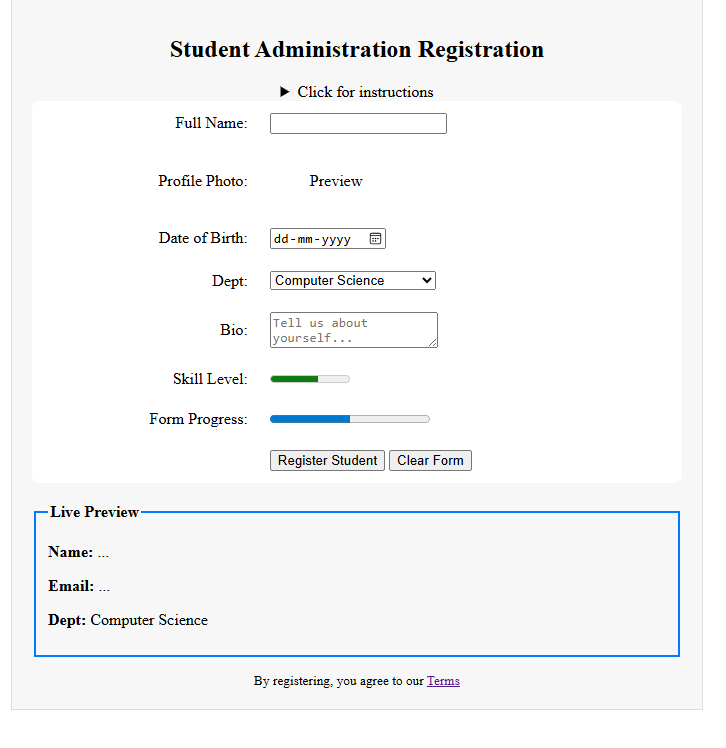 Student Administration Registration
▶ Click for instructions
Full Name:
Profile Photo: Preview
Date of Birth: dd-mm-yyyy
Dept: Computer Science
Bio: Tell us about
yourself...
Skill Level:
Form Progress:
Register Student Clear Form
Live Preview
Name: ...
Email: ...
Dept: Computer Science
By registering, you agree to our Terms